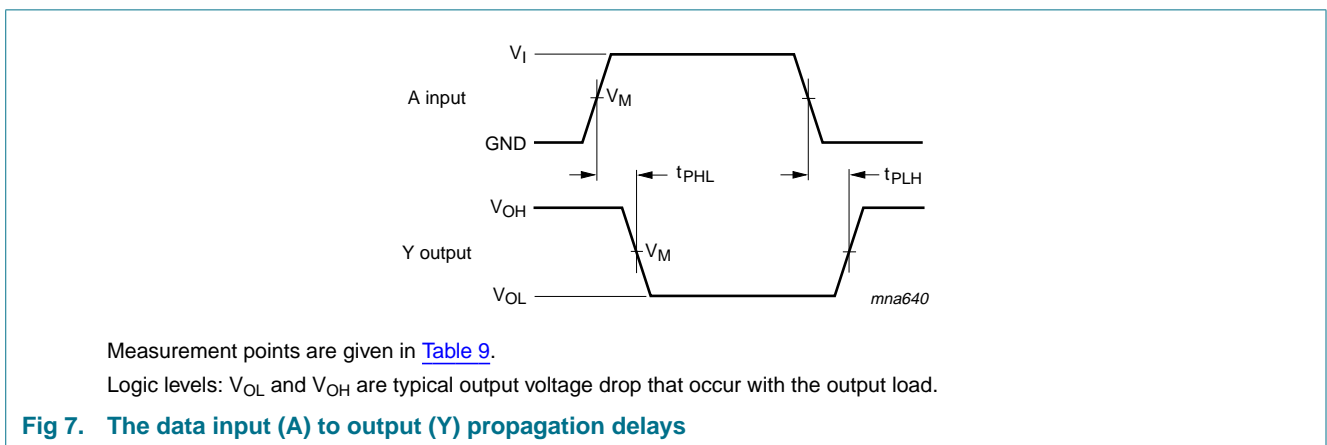 V_I
A input
V_M
GND
t_PHL
t_PLH
V_OH
Y output
V_M
V_OL
mna640
Measurement points are given in Table 9.
Logic levels: V_OL and V_OH are typical output voltage drop that occur with the output load.
Fig 7. The data input (A) to output (Y) propagation delays